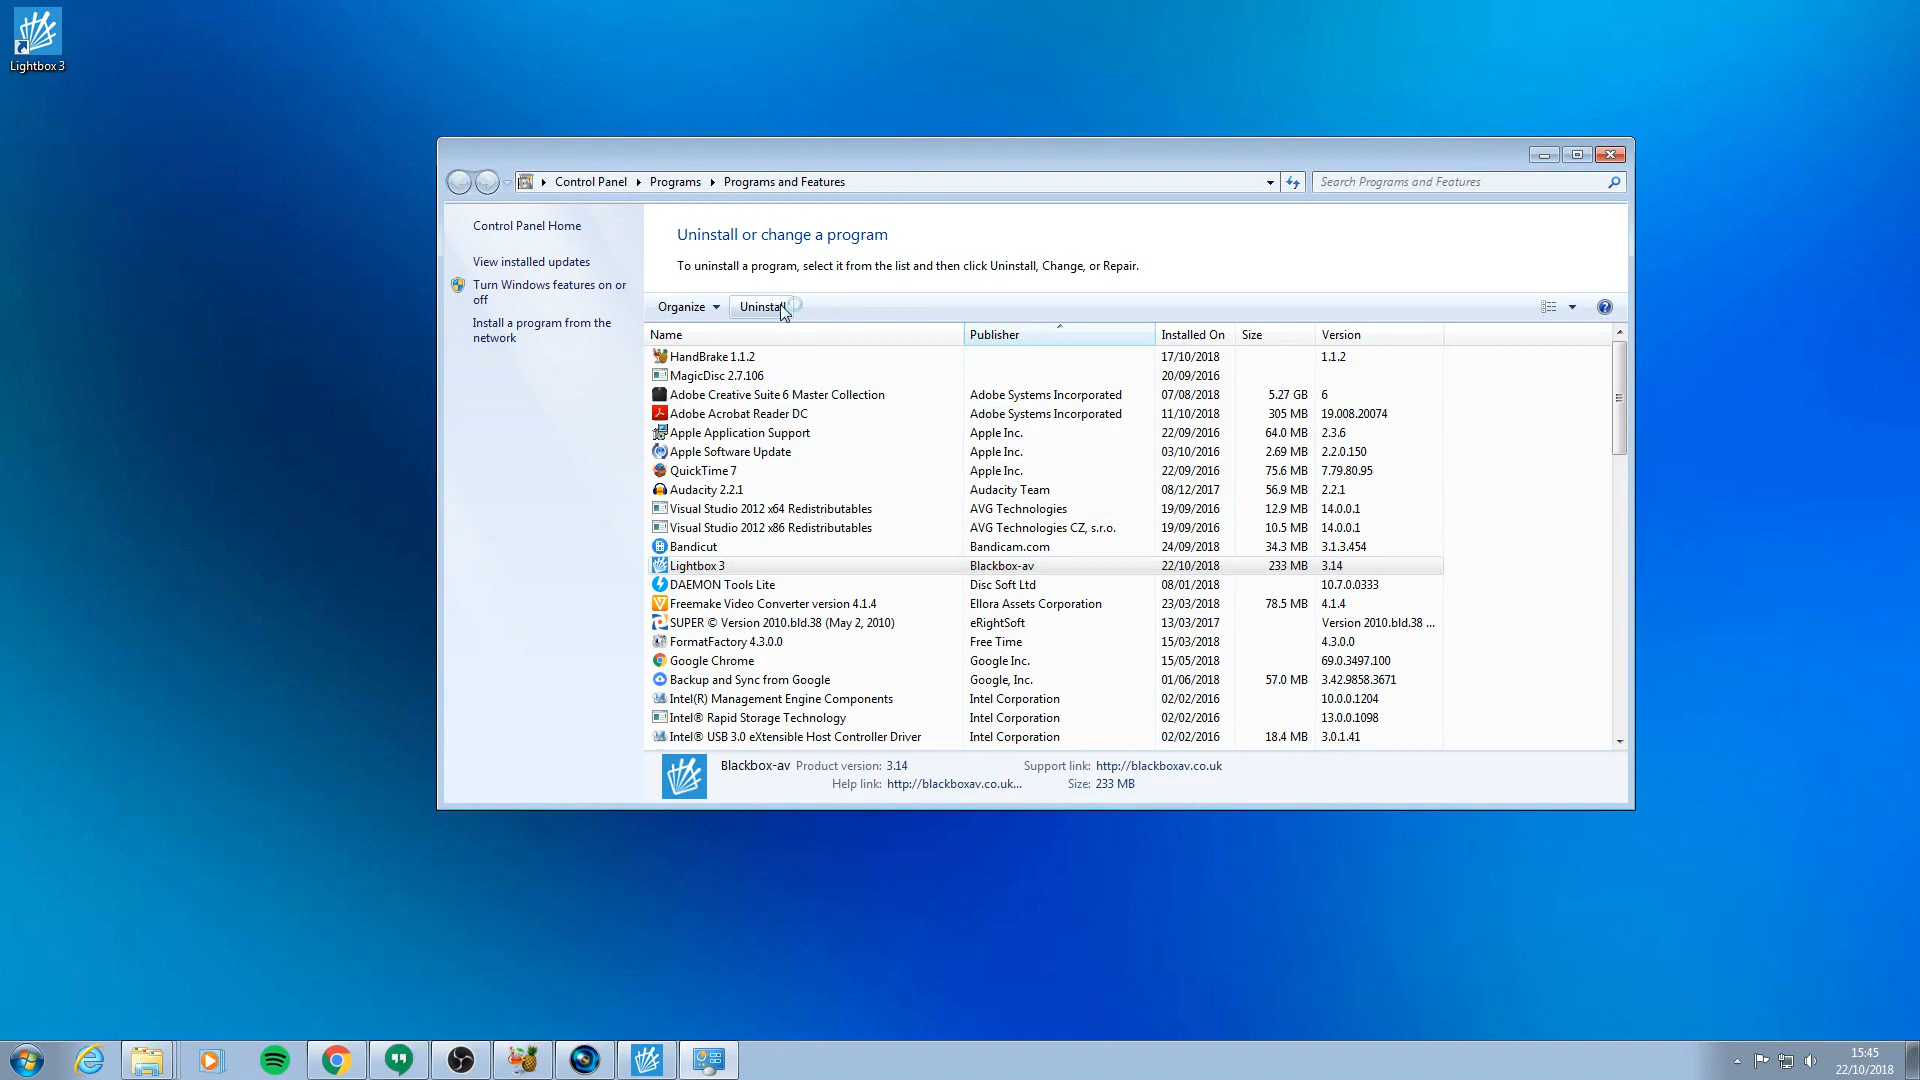 Lightbox 3
Control Panel
Programs
Programs and Features
Search Programs and Features
Control Panel Home
View installed updates
Turn Windows features on or
off
Install a program from the
network
Uninstall or change a program
To uninstall a program, select it from the list and then click Uninstall, Change, or Repair.
Organize
Uninstall
Name Publisher Installed On Size Version
HandBrake 1.1.2 17/10/2018 1.1.2
MagicDisc 2.7.106 20/09/2016
Adobe Creative Suite 6 Master Collection Adobe Systems Incorporated 07/08/2018 5.27 GB 6
Adobe Acrobat Reader DC Adobe Systems Incorporated 11/10/2018 305 MB 19.008.20074
Apple Application Support Apple Inc. 22/09/2016 64.0 MB 2.3.6
Apple Software Update Apple Inc. 03/10/2016 2.69 MB 2.2.0.150
QuickTime 7 Apple Inc. 22/09/2016 75.6 MB 7.79.80.95
Audacity 2.2.1 Audacity Team 08/12/2017 56.9 MB 2.2.1
Visual Studio 2012 x64 Redistributables AVG Technologies 19/09/2016 12.9 MB 14.0.0.1
Visual Studio 2012 x86 Redistributables AVG Technologies CZ, s.r.o. 19/09/2016 10.5 MB 14.0.0.1
Bandicut Bandicam.com 24/09/2018 34.3 MB 3.1.3.454
Lightbox 3 Blackbox-av 22/10/2018 233 MB 3.14
DAEMON Tools Lite Disc Soft Ltd 08/01/2018 10.7.0.0333
Freemake Video Converter version 4.1.4 Ellora Assets Corporation 23/03/2018 78.5 MB 4.1.4
SUPER © Version 2010.bld.38 (May 2, 2010) eRightSoft 13/03/2017 Version 2010.bld.38 ...
FormatFactory 4.3.0.0 Free Time 15/03/2018 4.3.0.0
Google Chrome Google Inc. 15/05/2018 69.0.3497.100
Backup and Sync from Google Google, Inc. 01/06/2018 57.0 MB 3.42.9858.3671
Intel(R) Management Engine Components Intel Corporation 02/02/2016 10.0.0.1204
Intel® Rapid Storage Technology Intel Corporation 02/02/2016 13.0.0.1098
Intel® USB 3.0 eXtensible Host Controller Driver Intel Corporation 02/02/2016 18.4 MB 3.0.1.41
Blackbox-av Product version: 3.14 Support link: http://blackboxav.co.uk
Help link: http://blackboxav.co.uk... Size: 233 MB
15:45
22/10/2018